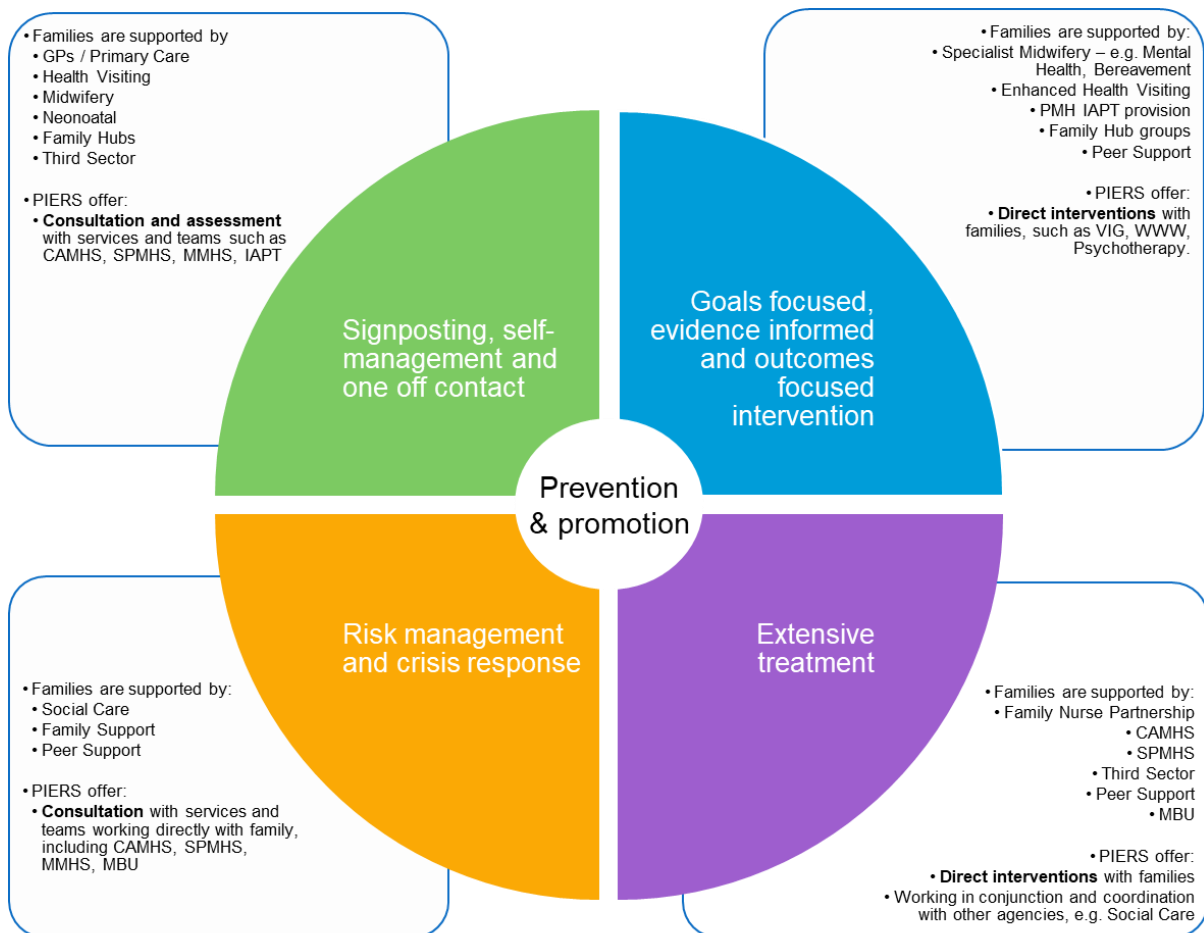 • Families are supported by
• GPs / Primary Care
• Health Visiting
• Midwifery
• Neonoatal
• Family Hubs
• Third Sector
• PIERS offer:
• Consultation and assessment
with services and teams such as
CAMHS, SPMHS, MMHS, IAPT
• Families are supported by:
• Specialist Midwifery – e.g. Mental
Health, Bereavement
• Enhanced Health Visiting
• PMH IAPT provision
• Family Hub groups
• Peer Support
• PIERS offer:
• Direct interventions with
families, such as VIG, WWW,
Psychotherapy.
Signposting, self-
management and
one off contact
Goals focused,
evidence informed
and outcomes
focused
intervention
Prevention
& promotion
Risk management
and crisis response
Extensive
treatment
• Families are supported by:
• Social Care
• Family Support
• Peer Support
• PIERS offer:
• Consultation with services and
teams working directly with family,
including CAMHS, SPMHS,
MMHS, MBU
• Families are supported by:
• Family Nurse Partnership
• CAMHS
• SPMHS
• Third Sector
• Peer Support
• MBU
• PIERS offer:
• Direct interventions with families
• Working in conjunction and coordination
with other agencies, e.g. Social Care